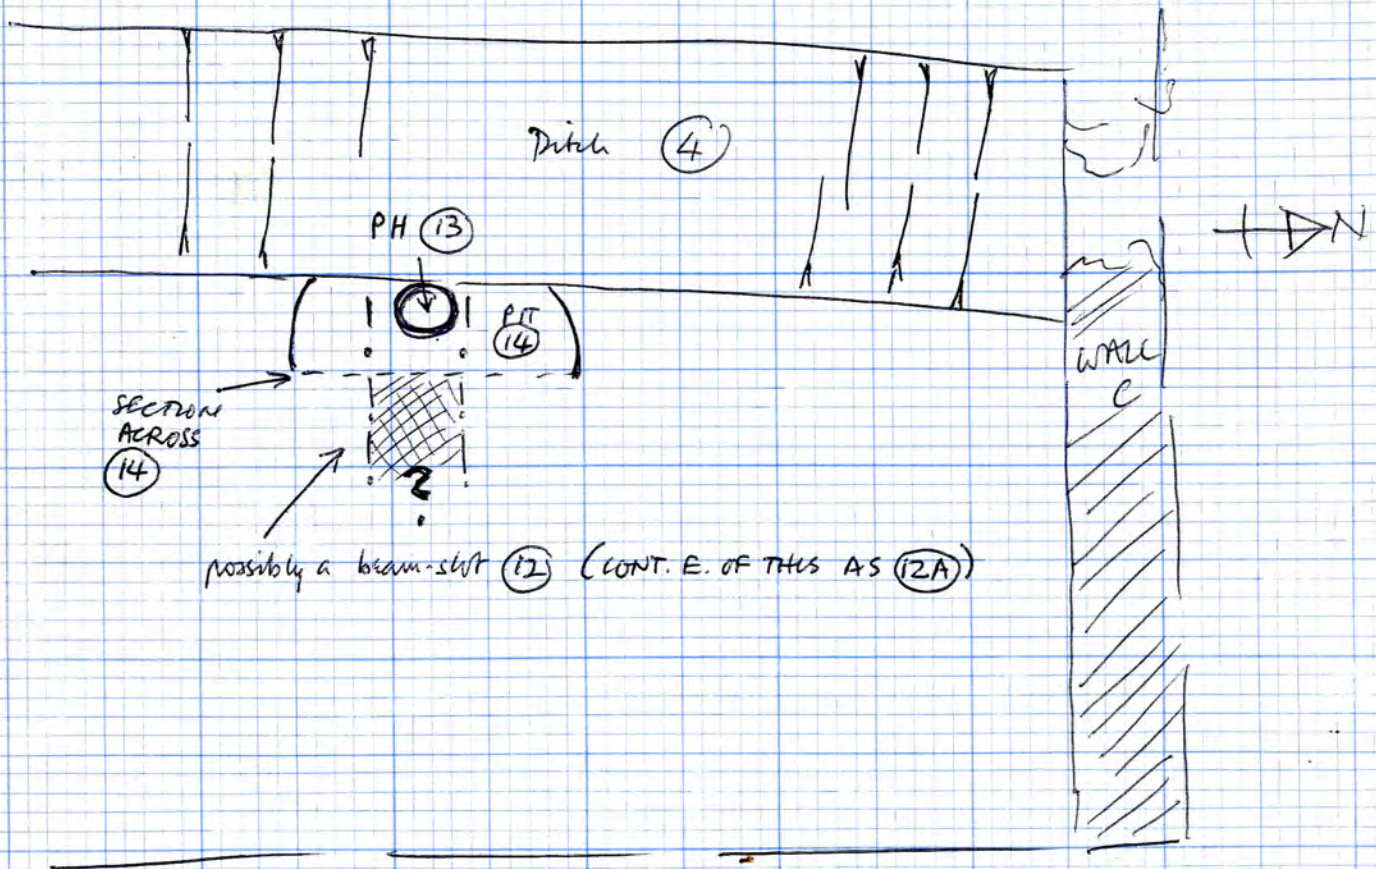 Ditch 4
N
PH 13
PIT
14
WALL
C
SECTION
ACROSS
14
?
possibly a beam-slot 12 (CONT. E. OF THIS AS 12A)